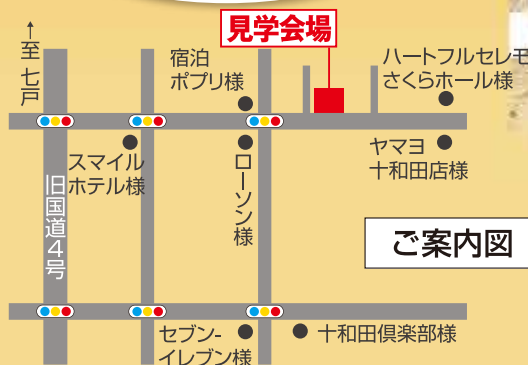 見学会場
↑至 七戸
宿泊
ポプリ様
ハートフルセレモ
さくらホール様
スマイル
ホテル様
ローソン様
ヤマヨ
十和田店様
旧国道4号
ご案内図
セブン-
イレブン様
十和田倶楽部様